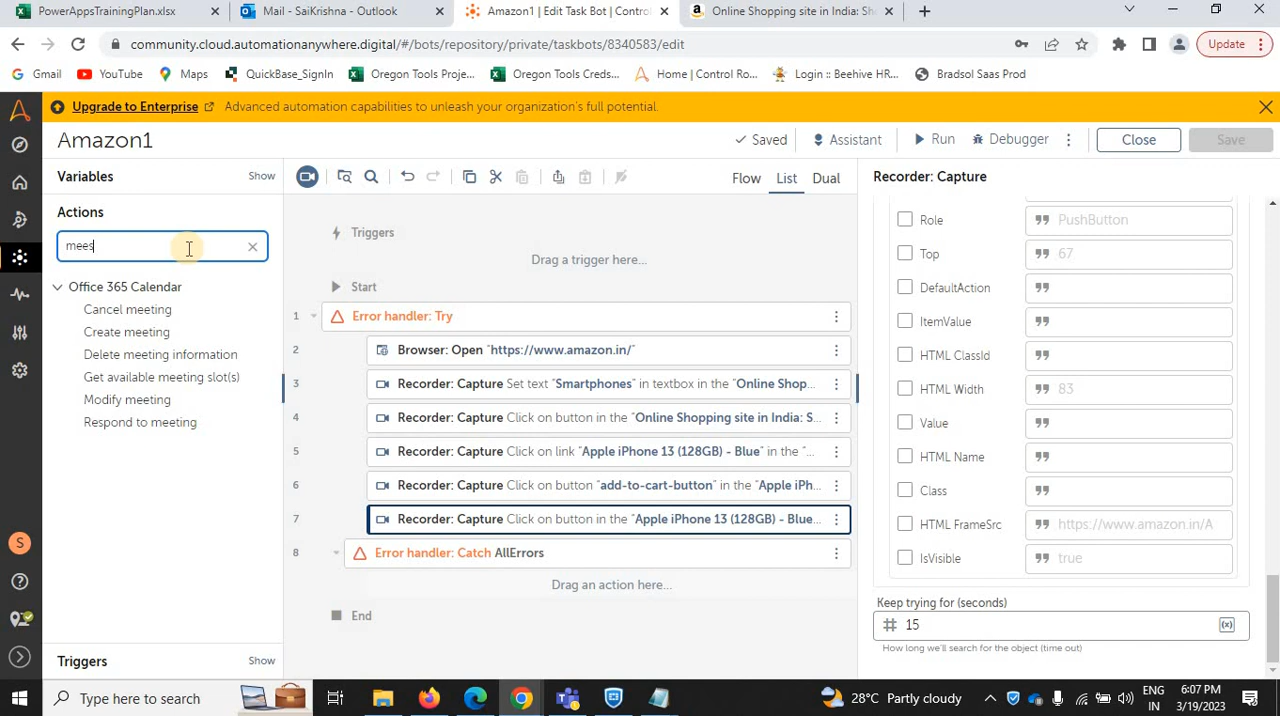 PowerAppsTrainingPlan.xlsx
Mail - SaiKrishna - Outlook
Amazon1 | Edit Task Bot | Contro
Online Shopping site in India: Sh
community.cloud.automationanywhere.digital/#/bots/repository/private/taskbots/8340583/edit
Update
Gmail YouTube Maps QuickBase_SignIn Oregon Tools Proje... Oregon Tools Creds... Home | Control Ro... Login :: Beehive HR... Bradsol Saas Prod
Upgrade to Enterprise Advanced automation capabilities to unleash your organization's full potential.
Amazon1
Saved Assistant Run Debugger Close Save
Variables Show
Actions
mees
Office 365 Calendar
Cancel meeting
Create meeting
Delete meeting information
Get available meeting slot(s)
Modify meeting
Respond to meeting
Triggers Show
Flow List Dual
Triggers
Drag a trigger here...
Start
1 Error handler: Try
2 Browser: Open "https://www.amazon.in/"
3 Recorder: Capture Set text "Smartphones" in textbox in the "Online Shop...
4 Recorder: Capture Click on button in the "Online Shopping site in India: S...
5 Recorder: Capture Click on link "Apple iPhone 13 (128GB) - Blue" in the "...
6 Recorder: Capture Click on button "add-to-cart-button" in the "Apple iPh...
7 Recorder: Capture Click on button in the "Apple iPhone 13 (128GB) - Blue...
8 Error handler: Catch AllErrors
Drag an action here...
End
Recorder: Capture
Role PushButton
Top 67
DefaultAction
ItemValue
HTML ClassId
HTML Width 83
Value
HTML Name
Class
HTML FrameSrc https://www.amazon.in/A
IsVisible true
Keep trying for (seconds)
15
How long we'll search for the object (time out)
S
Type here to search
28°C Partly cloudy
ENG
IN
6:07 PM
3/19/2023